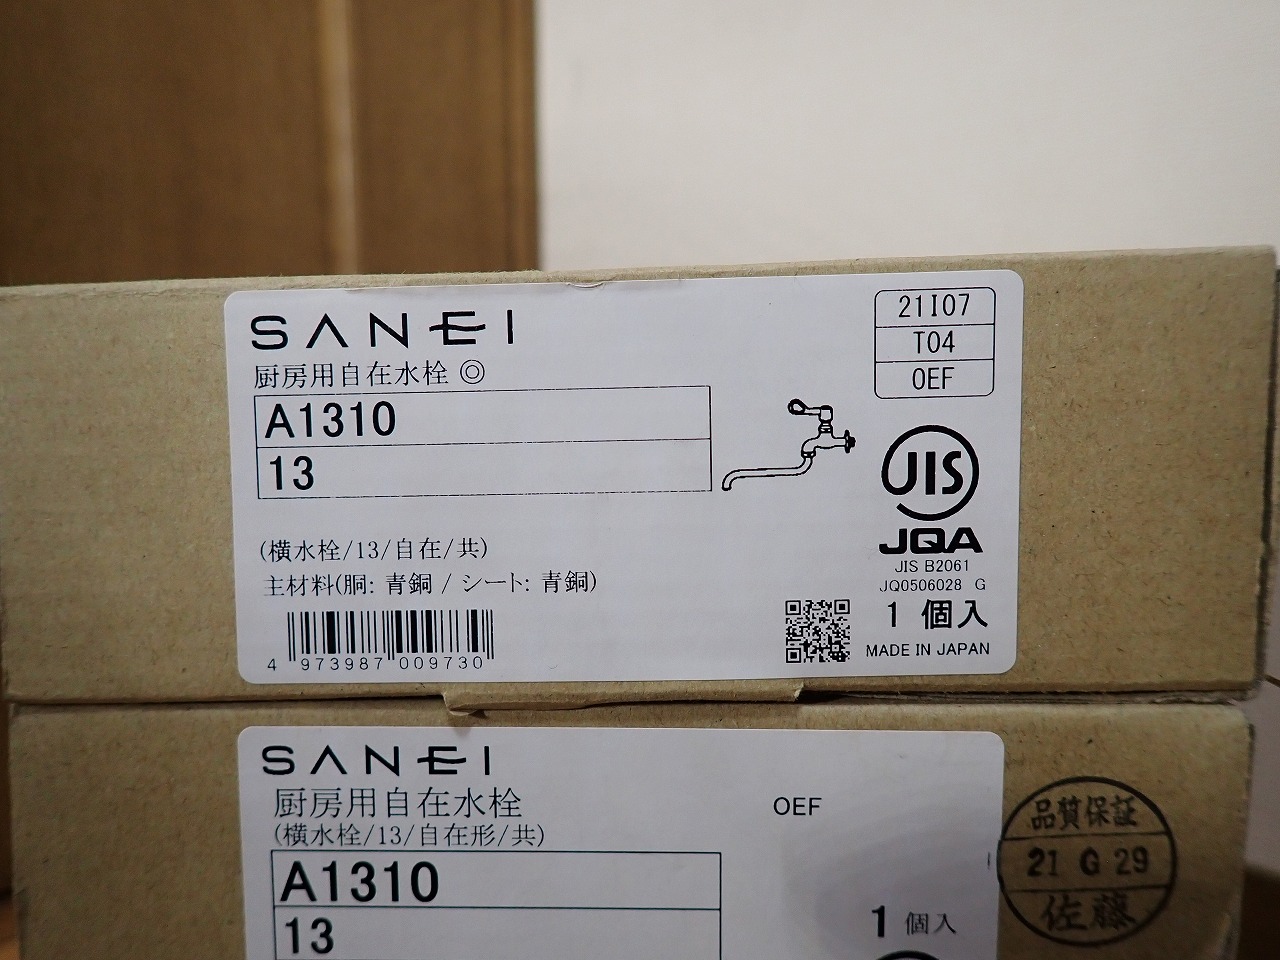 SANEI
厨房用自在水栓 ◎
A1310
13
(横水栓/13/自在/共)
主材料(胴: 青銅 / シート: 青銅)
4 973987 009730
21I07
T04
0EF
JIS
JQA
JIS B2061
JQ0506028 G
1 個入
MADE IN JAPAN
SANEI
厨房用自在水栓
(横水栓/13/自在形/共)
A1310
13
0EF
1 個入
品質保証
21 G 29
佐藤